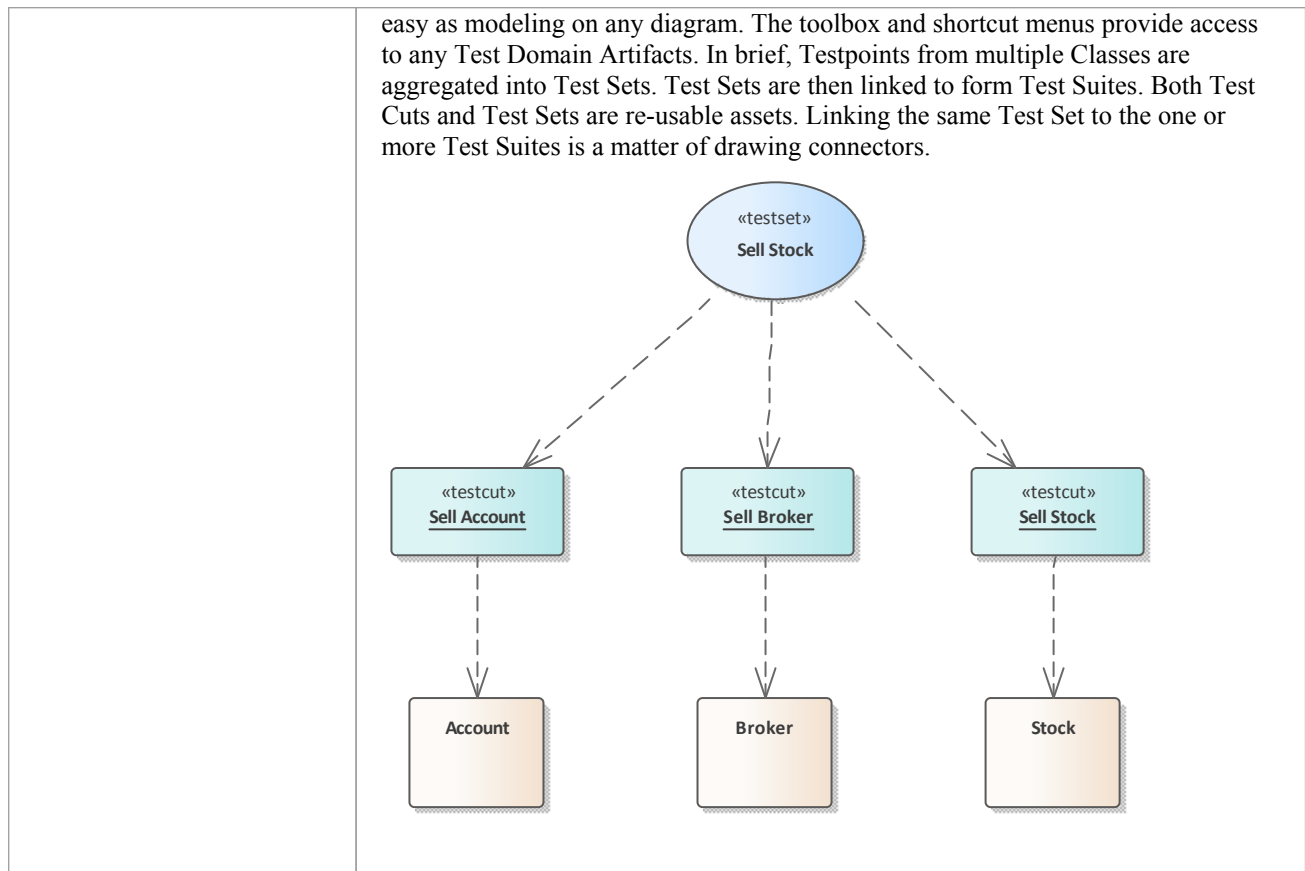 easy as modeling on any diagram. The toolbox and shortcut menus provide access
to any Test Domain Artifacts. In brief, Testpoints from multiple Classes are
aggregated into Test Sets. Test Sets are then linked to form Test Suites. Both Test
Cuts and Test Sets are re-usable assets. Linking the same Test Set to the one or
more Test Suites is a matter of drawing connectors.
«testset»
Sell Stock
«testcut»
Sell Account
«testcut»
Sell Broker
«testcut»
Sell Stock
Account
Broker
Stock